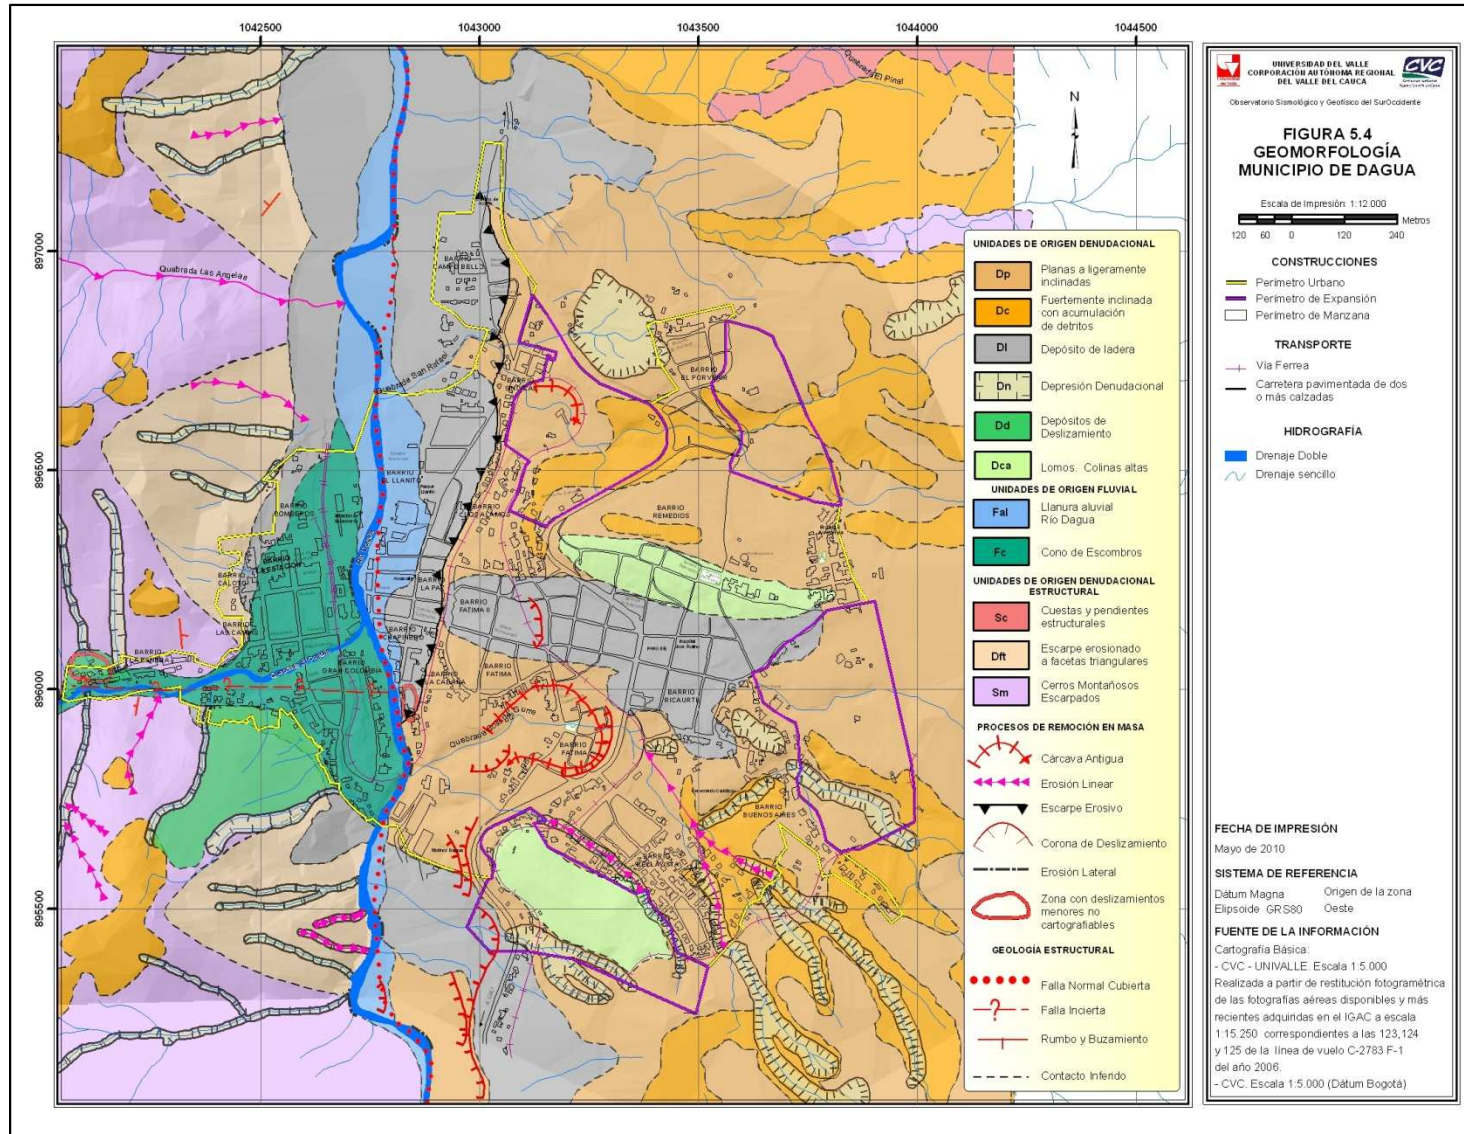 1042500
1043000
1043500
1044000
1044500
897000
896500
896000
895500
N
Quebrada El Pinal
Quebrada Las Angeles
Quebrada San Rafael
BARRIO
CAMPO BELLO
BARRIO
EL PORVENIR
BARRIO
EL LLANITO
BARRIO
BOMBEROS
BARRIO
ESTACION
BARRIO
REMEDIOS
BARRIO
FATIMA II
BARRIO
BARRIO
FATIMA
BARRIO
GRAN COLOMBIA
BARRIO
LA CABAÑA
BARRIO
RICAURTE
BARRIO
FATIMA
BARRIO
BUENOS AIRES
BARRIO
BELLAVISTA
UNIDADES DE ORIGEN DENUDACIONAL
Dp Planas a ligeramente
inclinadas
Dc Fuertemente inclinada
con acumulación
de detritos
Dl Depósito de ladera
Dn Depresión Denudacional
Dd Depósitos de
Deslizamiento
Dca Lomos. Colinas altas
UNIDADES DE ORIGEN FLUVIAL
Fal Llanura aluvial
Río Dagua
Fc Cono de Escombros
UNIDADES DE ORIGEN DENUDACIONAL
ESTRUCTURAL
Sc Cuestas y pendientes
estructurales
Dft Escarpe erosionado
a facetas triangulares
Sm Cerros Montañosos
Escarpados
PROCESOS DE REMOCIÓN EN MASA
Cárcava Antigua
Erosión Linear
Escarpe Erosivo
Corona de Deslizamiento
Erosión Lateral
Zona con deslizamientos
menores no
cartografiables
GEOLOGÍA ESTRUCTURAL
Falla Normal Cubierta
? Falla Incierta
Rumbo y Buzamiento
Contacto Inferido
UNIVERSIDAD DEL VALLE
CORPORACIÓN AUTÓNOMA REGIONAL
DEL VALLE DEL CAUCA
CVC
Observatorio Sismológico y Geofísico del SurOccidente
FIGURA 5.4
GEOMORFOLOGÍA
MUNICIPIO DE DAGUA
Escala de Impresión: 1:12.000
Metros
120 60 0 120 240
CONSTRUCCIONES
Perímetro Urbano
Perímetro de Expansión
Perímetro de Manzana
TRANSPORTE
Vía Ferrea
Carretera pavimentada de dos
o más calzadas
HIDROGRAFÍA
Drenaje Doble
Drenaje sencillo
FECHA DE IMPRESIÓN
Mayo de 2010
SISTEMA DE REFERENCIA
Dátum Magna Origen de la zona
Elipsoide GRS80 Oeste
FUENTE DE LA INFORMACIÓN
Cartografía Básica:
- CVC - UNIVALLE. Escala 1:5.000
Realizada a partir de restitución fotogramétrica
de las fotografías aéreas disponibles y más
recientes adquiridas en el IGAC a escala
1:15.250 correspondientes a las 123,124
y 125 de la línea de vuelo C-2783 F-1
del año 2006.
- CVC. Escala 1:5.000 (Dátum Bogotá)